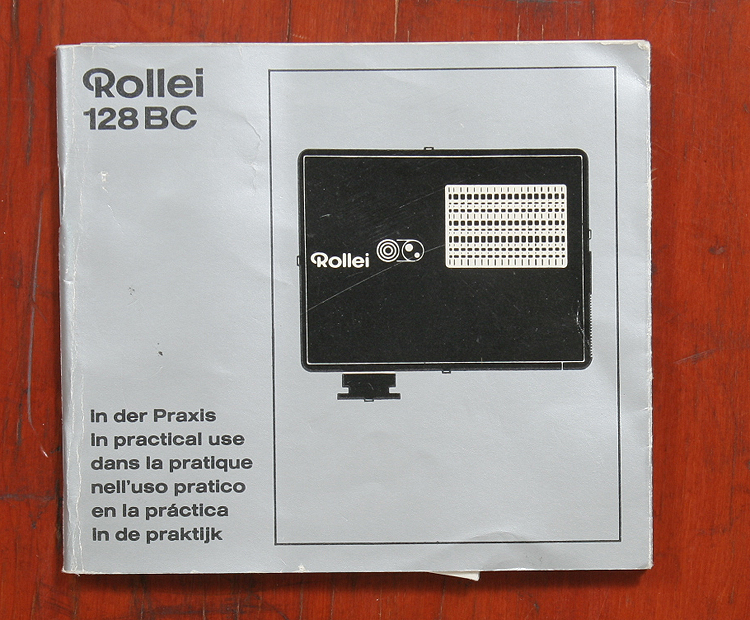 Rollei
128 BC
Rollei
In der Praxis
In practical use
dans la pratique
nell'uso pratico
en la práctica
In de praktijk